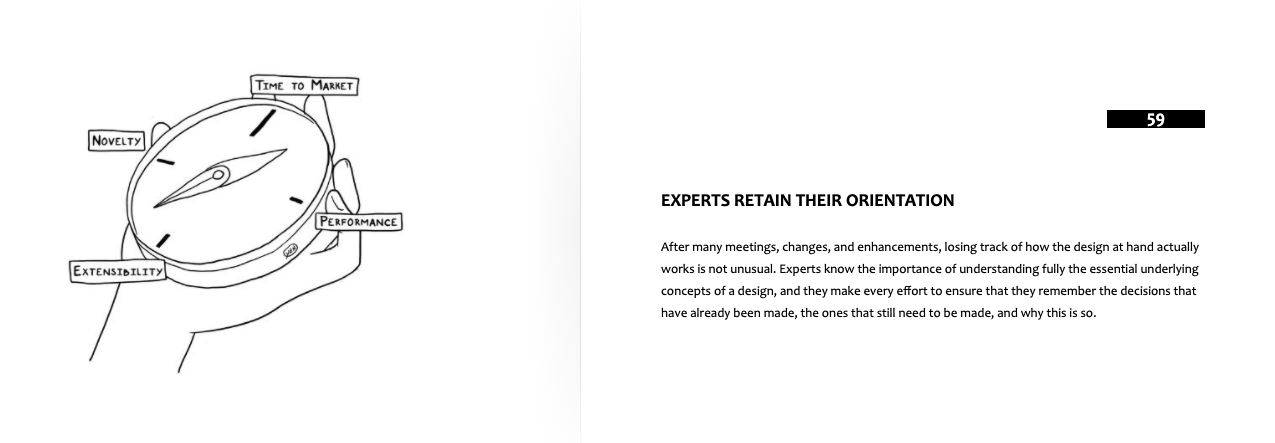 TIME TO MARKET
NOVELTY
PERFORMANCE
EXTENSIBILITY
59
EXPERTS RETAIN THEIR ORIENTATION
After many meetings, changes, and enhancements, losing track of how the design at hand actually
works is not unusual. Experts know the importance of understanding fully the essential underlying
concepts of a design, and they make every effort to ensure that they remember the decisions that
have already been made, the ones that still need to be made, and why this is so.